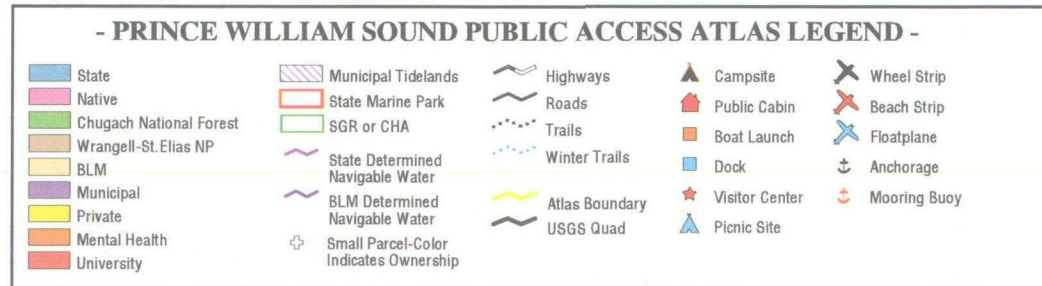 - PRINCE WILLIAM SOUND PUBLIC ACCESS ATLAS LEGEND -
State
Native
Chugach National Forest
Wrangell-St.Elias NP
BLM
Municipal
Private
Mental Health
University
Municipal Tidelands
State Marine Park
SGR or CHA
State Determined
Navigable Water
BLM Determined
Navigable Water
Small Parcel-Color
Indicates Ownership
Highways
Roads
Trails
Winter Trails
Atlas Boundary
USGS Quad
Campsite
Public Cabin
Boat Launch
Dock
Visitor Center
Picnic Site
Wheel Strip
Beach Strip
Floatplane
Anchorage
Mooring Buoy